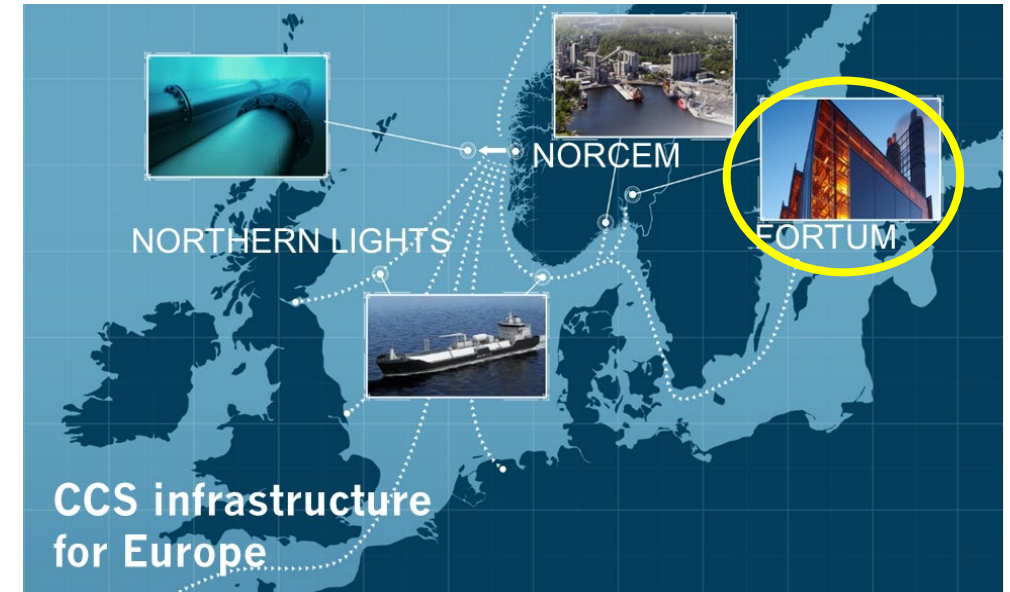 NORCEM
NORTHERN LIGHTS
FORTUM
CCS infrastructure
for Europe